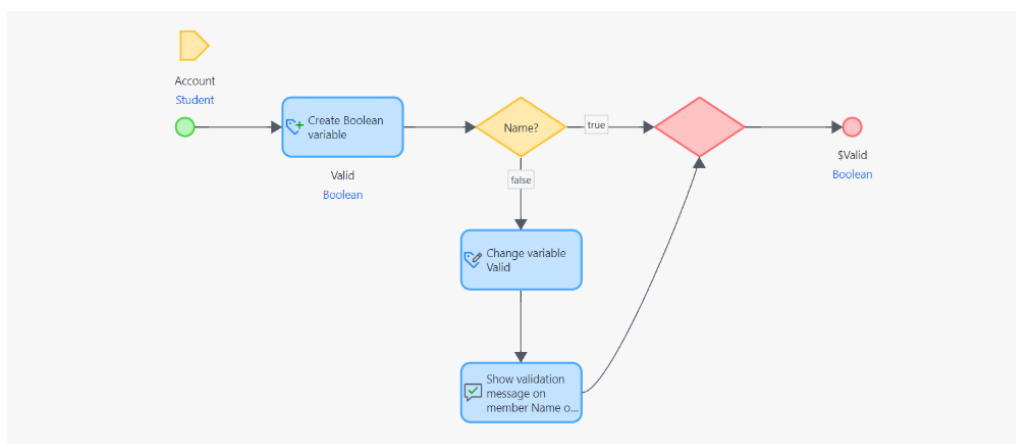 Account
Student
Create Boolean
variable
Valid
Boolean
Name?
true
false
$Valid
Boolean
Change variable
Valid
Show validation
message on
member Name o...